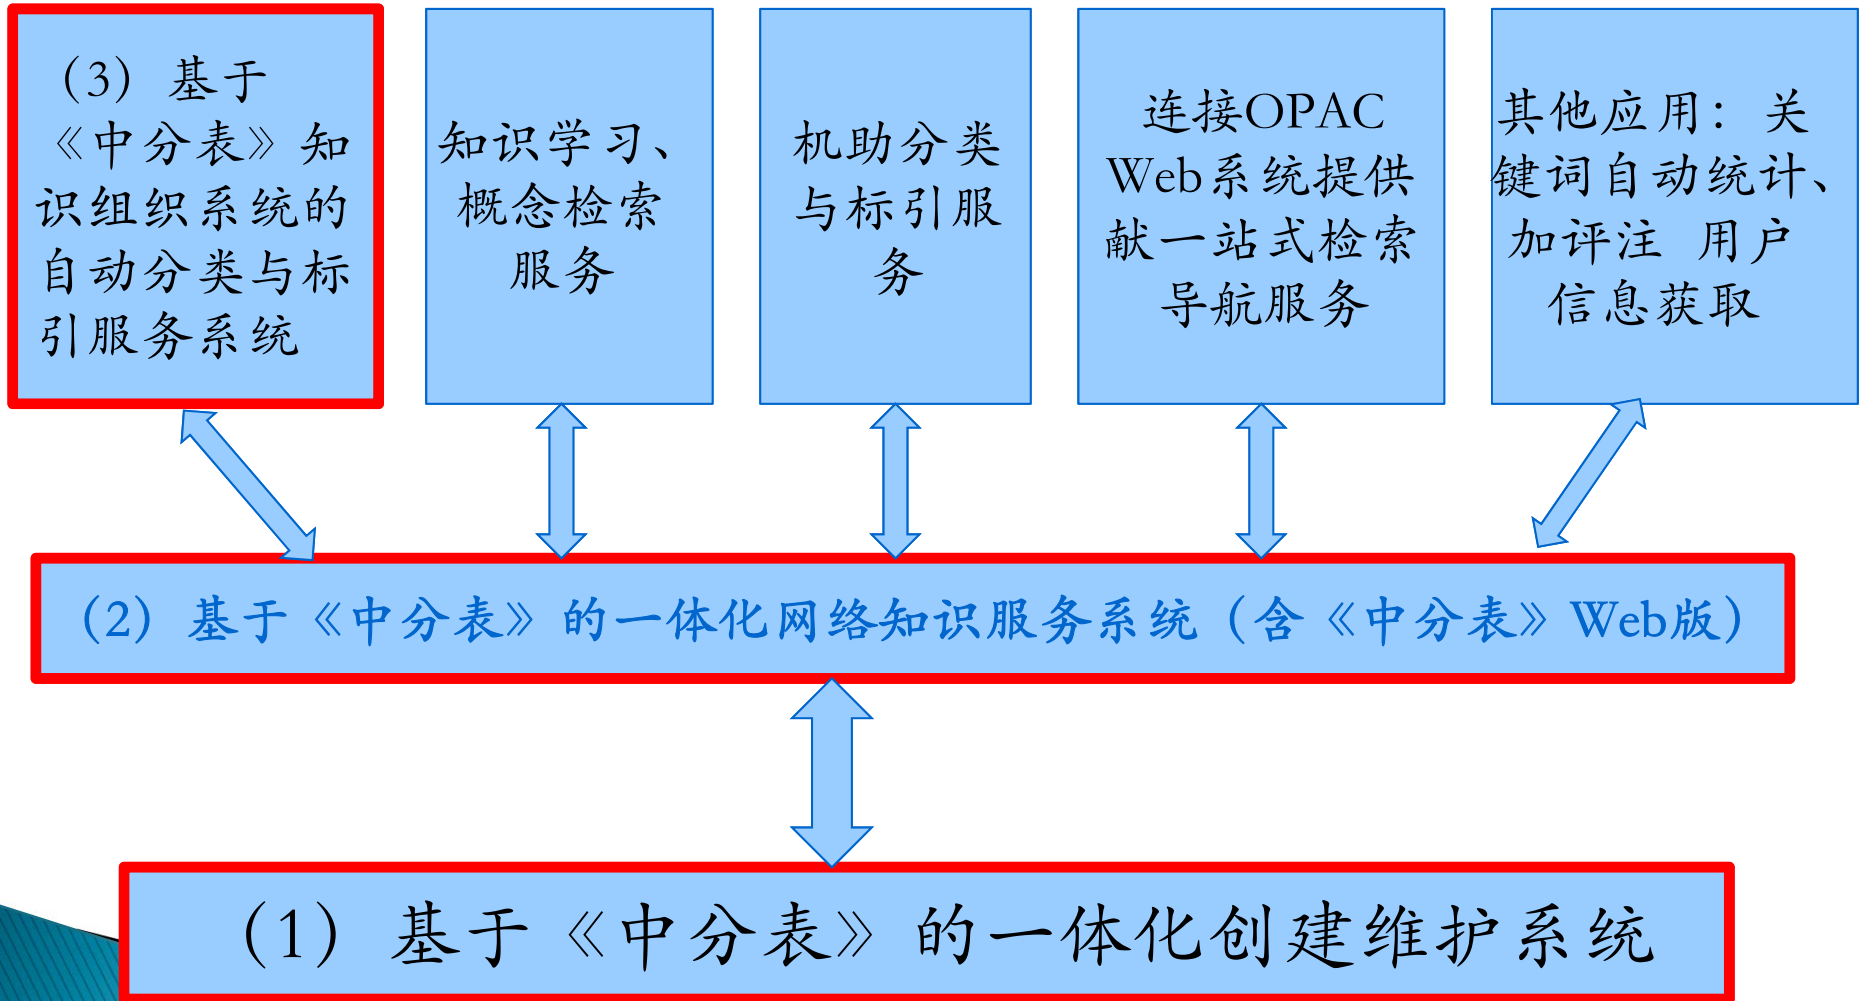 （3）基于
《中分表》知
识组织系统的
自动分类与标
引服务系统
知识学习、
概念检索
服务
机助分类
与标引服
务
连接OPAC
Web系统提供
献一站式检索
导航服务
其他应用：关
键词自动统计、
加评注 用户
信息获取
（2）基于《中分表》的一体化网络知识服务系统（含《中分表》Web版）
（1）基于《中分表》的一体化创建维护系统